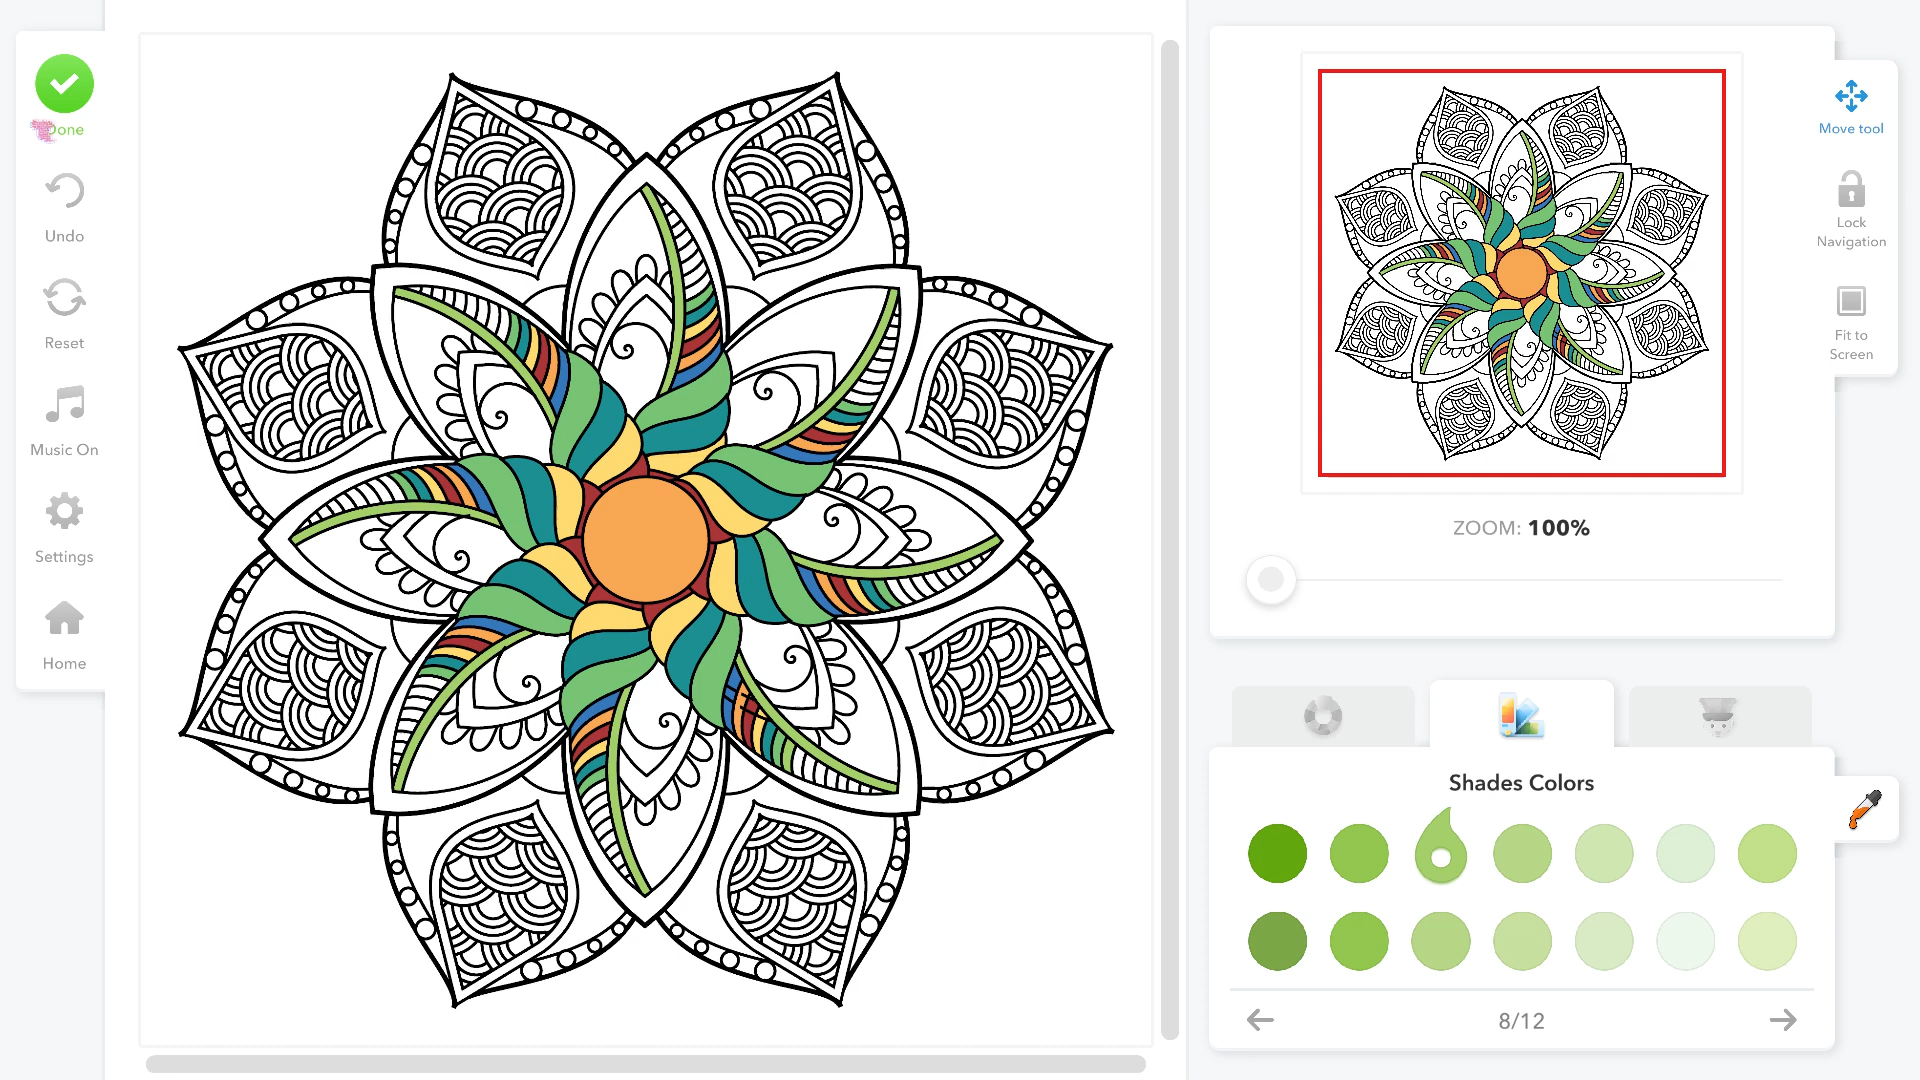 Done
Undo
Reset
Music On
Settings
Home
Move tool
Lock
Navigation
Fit to
Screen
ZOOM: 100%
Shades Colors
8/12